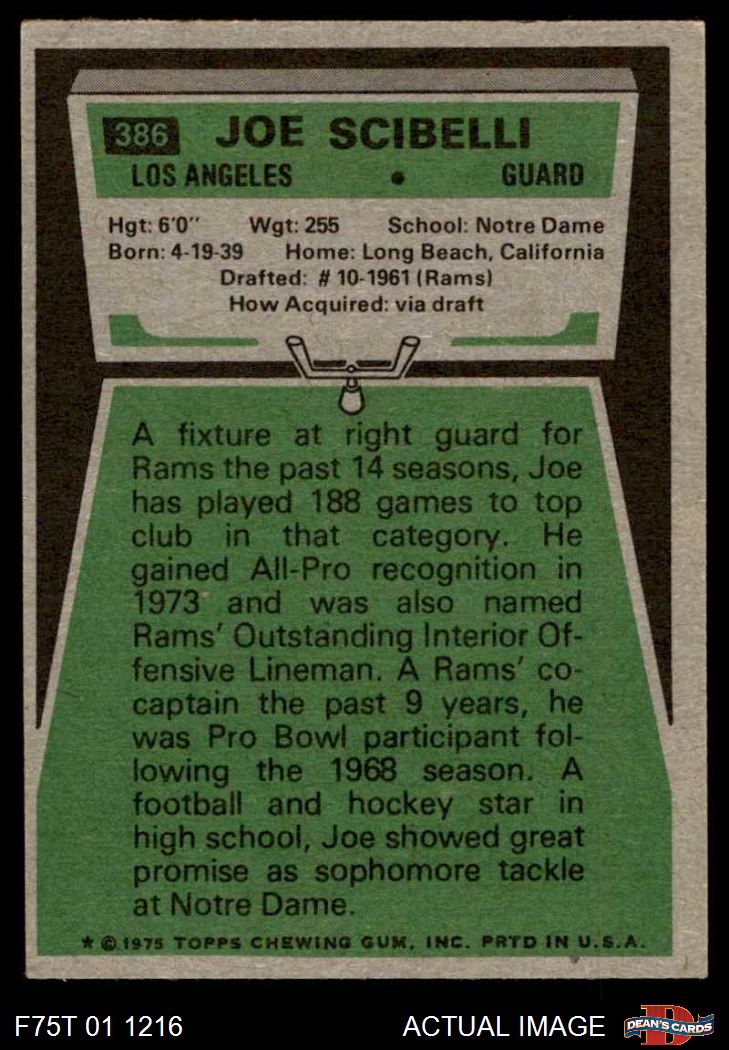 386 JOE SCIBELLI
LOS ANGELES • GUARD
Hgt: 6'0" Wgt: 255 School: Notre Dame
Born: 4-19-39 Home: Long Beach, California
Drafted: #10-1961 (Rams)
How Acquired: via draft
A fixture at right guard for
Rams the past 14 seasons, Joe
has played 188 games to top
club in that category. He
gained All-Pro recognition in
1973 and was also named
Rams' Outstanding Interior Of-
fensive Lineman. A Rams' co-
captain the past 9 years, he
was Pro Bowl participant fol-
lowing the 1968 season. A
football and hockey star in
high school, Joe showed great
promise as sophomore tackle
at Notre Dame.
* © 1975 TOPPS CHEWING GUM, INC. PRTD IN U.S.A.
F75T 01 1216 ACTUAL IMAGE D DEAN'S CARDS